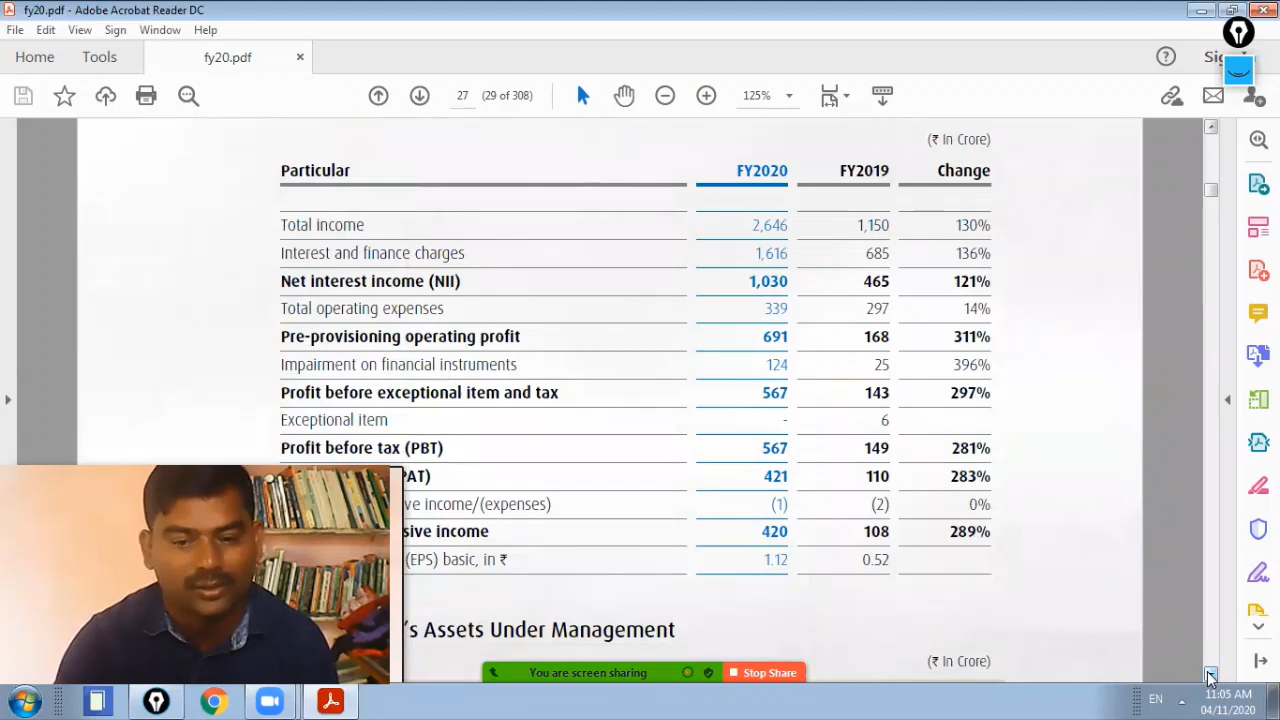 fy20.pdf - Adobe Acrobat Reader DC
File Edit View Sign Window Help
Home Tools fy20.pdf
27 (29 of 308) 125%
(₹ In Crore)
Particular FY2020 FY2019 Change
Total income 2,646 1,150 130%
Interest and finance charges 1,616 685 136%
Net interest income (NII) 1,030 465 121%
Total operating expenses 339 297 14%
Pre-provisioning operating profit 691 168 311%
Impairment on financial instruments 124 25 396%
Profit before exceptional item and tax 567 143 297%
Exceptional item - 6
Profit before tax (PBT) 567 149 281%
PAT) 421 110 283%
ve income/(expenses) (1) (2) 0%
sive income 420 108 289%
(EPS) basic, in ₹ 1.12 0.52
's Assets Under Management
(₹ In Crore)
You are screen sharing Stop Share
EN 11:05 AM
04/11/2020